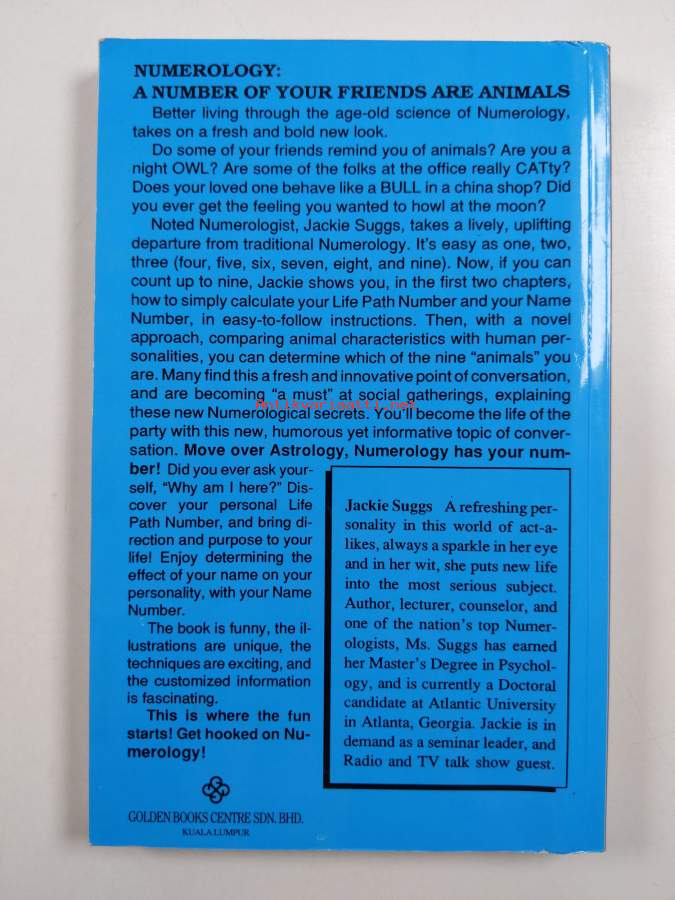 NUMEROLOGY:
A NUMBER OF YOUR FRIENDS ARE ANIMALS
Better living through the age-old science of Numerology,
takes on a fresh and bold new look.
Do some of your friends remind you of animals? Are you a
night OWL? Are some of the folks at the office really CATty?
Does your loved one behave like a BULL in a china shop? Did
you ever get the feeling you wanted to howl at the moon?
Noted Numerologist, Jackie Suggs, takes a lively, uplifting
departure from traditional Numerology. It's easy as one, two,
three (four, five, six, seven, eight, and nine). Now, if you can
count up to nine, Jackie shows you, in the first two chapters,
how to simply calculate your Life Path Number and your Name
Number, in easy-to-follow instructions. Then, with a novel
approach, comparing animal characteristics with human per-
sonalities, you can determine which of the nine "animals" you
are. Many find this a fresh and innovative point of conversation,
and are becoming "a must" at social gatherings, explaining
Antikvariaatti.net
these new Numerological secrets. You'll become the life of the
party with this new, humorous yet informative topic of conver-
sation. Move over Astrology, Numerology has your num-
ber! Did you ever ask your-
self, "Why am I here?" Dis-
cover your personal Life
Path Number, and bring di-
rection and purpose to your
life! Enjoy determining the
effect of your name on your
personality, with your Name
Number.
The book is funny, the il-
lustrations are unique, the
techniques are exciting, and
the customized information
is fascinating.
This is where the fun
starts! Get hooked on Nu-
merology!
Jackie Suggs A refreshing per-
sonality in this world of act-a-
likes, always a sparkle in her eye
and in her wit, she puts new life
into the most serious subject.
Author, lecturer, counselor, and
one of the nation's top Numer-
ologists, Ms. Suggs has earned
her Master's Degree in Psychol-
ogy, and is currently a Doctoral
candidate at Atlantic University
in Atlanta, Georgia. Jackie is in
demand as a seminar leader, and
Radio and TV talk show guest.
GOLDEN BOOKS CENTRE SDN. BHD.
KUALA LUMPUR